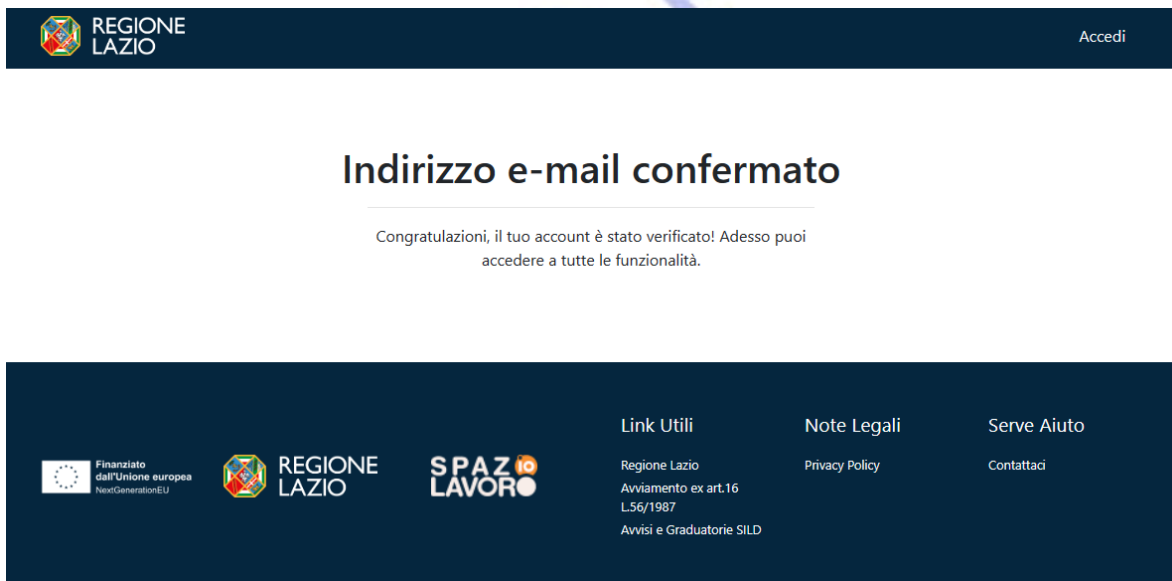 REGIONE
LAZIO
Accedi
Indirizzo e-mail confermato
Congratulazioni, il tuo account è stato verificato! Adesso puoi
accedere a tutte le funzionalità.
Finanziato
dall'Unione europea
NextGenerationEU
REGIONE
LAZIO
SPAZIO
LAVORO
Link Utili
Regione Lazio
Avviamento ex art.16
L.56/1987
Avvisi e Graduatorie SILD
Note Legali
Privacy Policy
Serve Aiuto
Contattaci